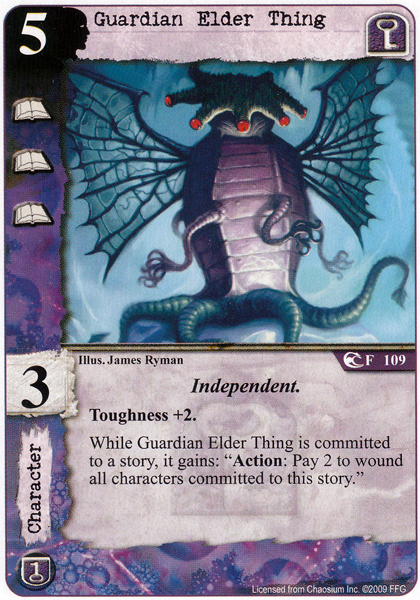 5
Guardian Elder Thing
Illus. James Ryman
F 109
3
Independent.
Toughness +2.
While Guardian Elder Thing is committed
to a story, it gains: “Action: Pay 2 to wound
all characters committed to this story.”
Character
1
Licensed from Chaosium Inc. ©2009 FFG